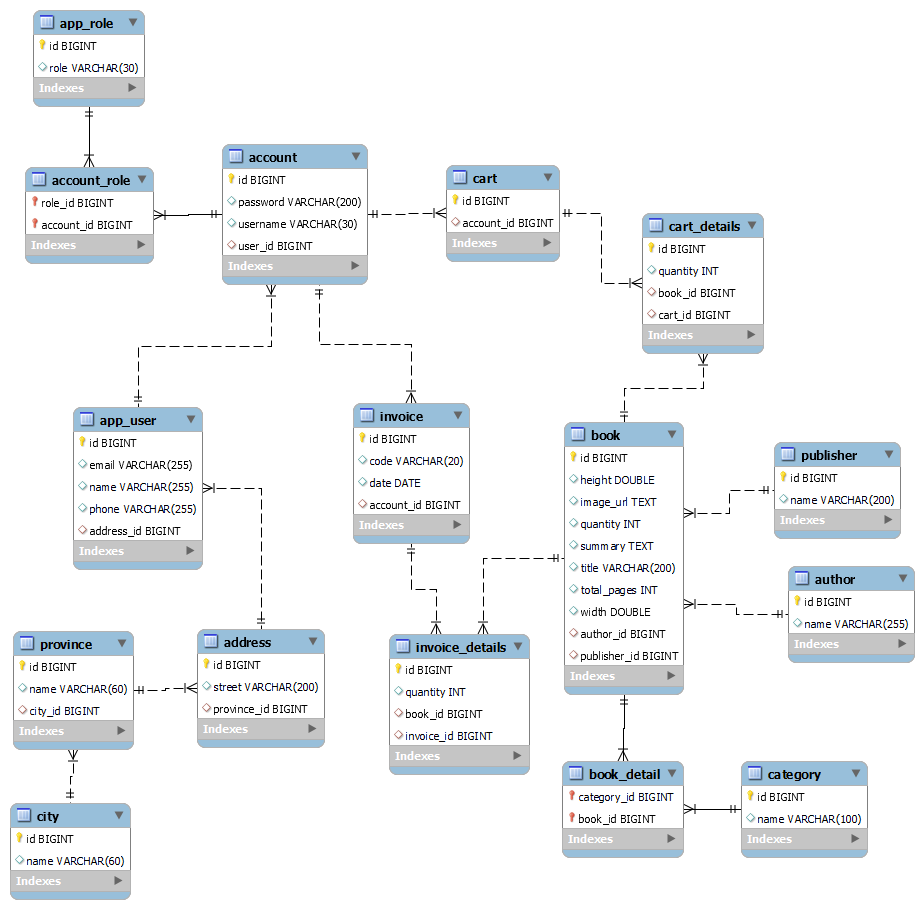 app_role
id BIGINT
role VARCHAR(30)
Indexes
account_role
role_id BIGINT
account_id BIGINT
Indexes
account
id BIGINT
password VARCHAR(200)
username VARCHAR(30)
user_id BIGINT
Indexes
cart
id BIGINT
account_id BIGINT
Indexes
cart_details
id BIGINT
quantity INT
book_id BIGINT
cart_id BIGINT
Indexes
app_user
id BIGINT
email VARCHAR(255)
name VARCHAR(255)
phone VARCHAR(255)
address_id BIGINT
Indexes
invoice
id BIGINT
code VARCHAR(20)
date DATE
account_id BIGINT
Indexes
book
id BIGINT
height DOUBLE
image_url TEXT
quantity INT
summary TEXT
title VARCHAR(200)
total_pages INT
width DOUBLE
author_id BIGINT
publisher_id BIGINT
Indexes
publisher
id BIGINT
name VARCHAR(200)
Indexes
author
id BIGINT
name VARCHAR(255)
Indexes
province
id BIGINT
name VARCHAR(60)
city_id BIGINT
Indexes
address
id BIGINT
street VARCHAR(200)
province_id BIGINT
Indexes
invoice_details
id BIGINT
quantity INT
book_id BIGINT
invoice_id BIGINT
Indexes
book_detail
category_id BIGINT
book_id BIGINT
Indexes
category
id BIGINT
name VARCHAR(100)
Indexes
city
id BIGINT
name VARCHAR(60)
Indexes